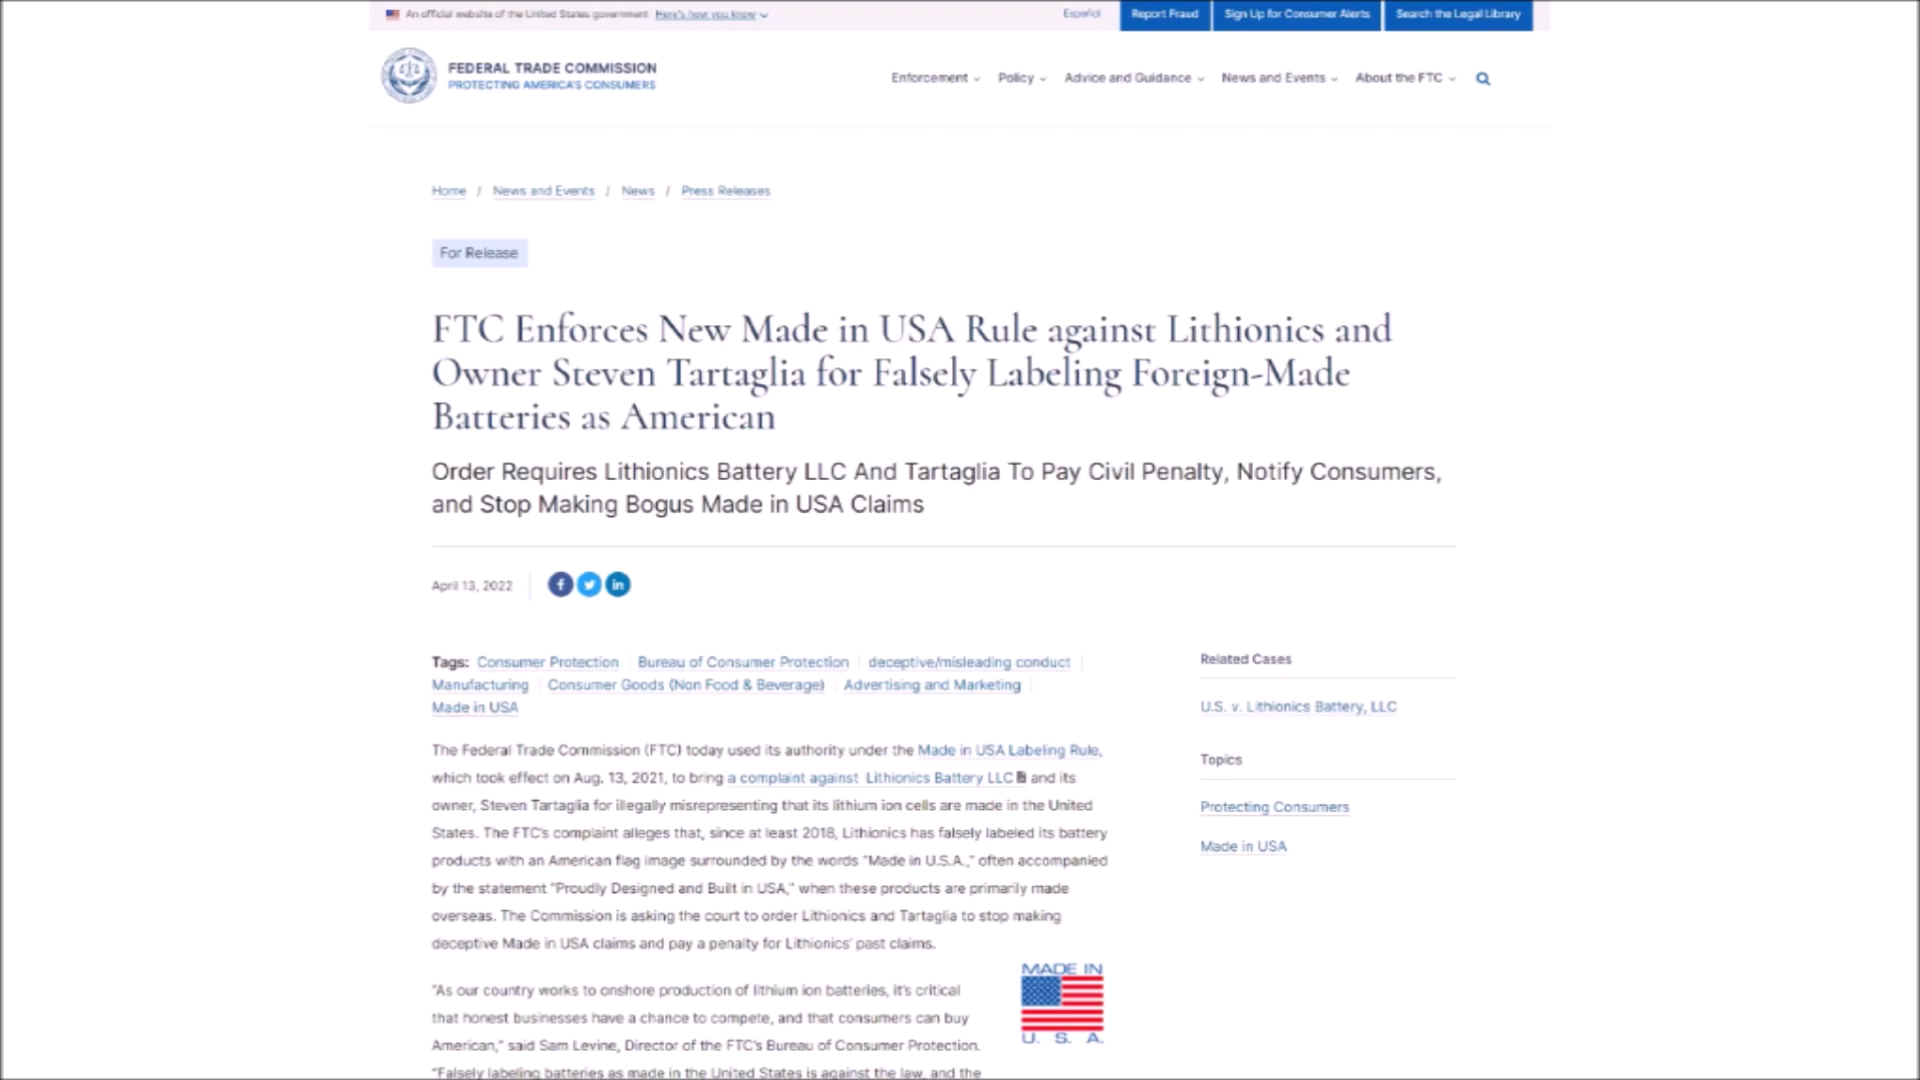 An official website of the United States government Here's how you know
Español
Report Fraud
Sign Up for Consumer Alerts
Search the Legal Library
FEDERAL TRADE COMMISSION
PROTECTING AMERICA'S CONSUMERS
Enforcement
Policy
Advice and Guidance
News and Events
About the FTC
Home / News and Events / News / Press Releases
For Release
FTC Enforces New Made in USA Rule against Lithionics and
Owner Steven Tartaglia for Falsely Labeling Foreign-Made
Batteries as American
Order Requires Lithionics Battery LLC And Tartaglia To Pay Civil Penalty, Notify Consumers,
and Stop Making Bogus Made in USA Claims
April 13, 2022
Tags: Consumer Protection Bureau of Consumer Protection deceptive/misleading conduct
Manufacturing Consumer Goods (Non Food & Beverage) Advertising and Marketing
Made in USA
The Federal Trade Commission (FTC) today used its authority under the Made in USA Labeling Rule,
which took effect on Aug. 13, 2021, to bring a complaint against Lithionics Battery LLC and its
owner, Steven Tartaglia for illegally misrepresenting that its lithium ion cells are made in the United
States. The FTC's complaint alleges that, since at least 2018, Lithionics has falsely labeled its battery
products with an American flag image surrounded by the words "Made in U.S.A.," often accompanied
by the statement "Proudly Designed and Built in USA," when these products are primarily made
overseas. The Commission is asking the court to order Lithionics and Tartaglia to stop making
deceptive Made in USA claims and pay a penalty for Lithionics' past claims.
"As our country works to onshore production of lithium ion batteries, it's critical
that honest businesses have a chance to compete, and that consumers can buy
American," said Sam Levine, Director of the FTC's Bureau of Consumer Protection.
"Falsely labeling batteries as made in the United States is against the law, and the
MADE IN
U. S. A.
Related Cases
U.S. v. Lithionics Battery, LLC
Topics
Protecting Consumers
Made in USA